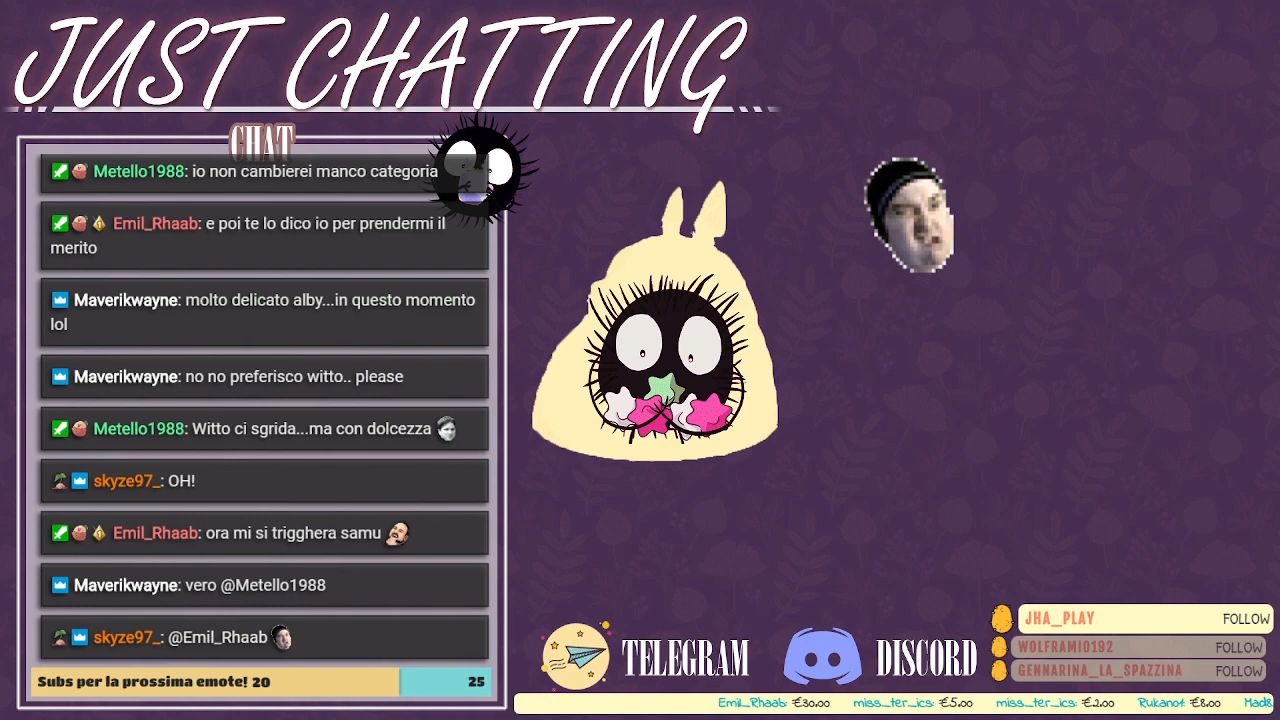 JUST CHATTING
CHAT
Metello1988: io non cambierei manco categoria
Emil_Rhaab: e poi te lo dico io per prendermi il
merito
Maverikwayne: molto delicato alby...in questo momento
lol
Maverikwayne: no no preferisco witto.. please
Metello1988: Witto ci sgrida...ma con dolcezza
skyze97_: OH!
Emil_Rhaab: ora mi si trigghera samu
Maverikwayne: vero @Metello1988
skyze97_: @Emil_Rhaab
Subs per la prossima emote! 20 25
TELEGRAM
DISCORD
JHA_PLAY FOLLOW
WOLFRAMI0192 FOLLOW
GENNARINA_LA_SPAZZINA FOLLOW
Emil_Rhaab: €30.00 miss_ter_ics: €5.00 miss_ter_ics: €2.00 Rukano1: €8.00 Mad8